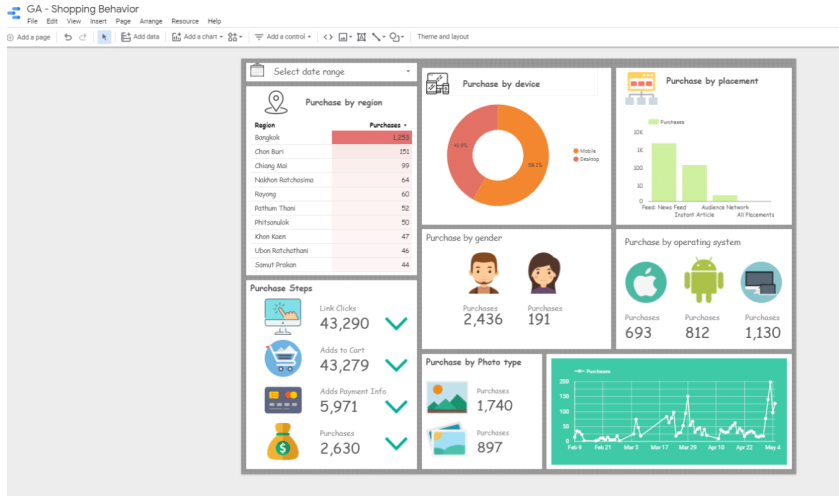 GA - Shopping Behavior
File Edit View Insert Page Arrange Resource Help
Add a page Add data Add a chart Add a control Theme and layout
Select date range
Purchase by region
Region Purchases
Bangkok 1,253
Chon Buri 151
Chiang Mai 99
Nakhon Ratchasima 64
Rayong 60
Pathum Thani 52
Phitsanulok 50
Khon Kaen 47
Ubon Ratchathani 46
Samut Prakan 44
Purchase Steps
Link Clicks
43,290
Adds to Cart
43,279
Adds Payment Info
5,971
Purchases
2,630
Purchase by device
41.9%
58.1%
Mobile
Desktop
Purchase by gender
Purchases Purchases
2,436 191
Purchase by Photo type
Purchases
1,740
Purchases
897
Purchase by placement
Purchases
10K
1K
100
10
0
Feed: News Feed Audience Network
Instant Article All Placements
Purchase by operating system
Purchases Purchases Purchases
693 812 1,130
Purchases
200
150
100
50
0
Feb 9 Feb 21 Mar 5 Mar 17 Mar 29 Apr 10 Apr 22 May 4